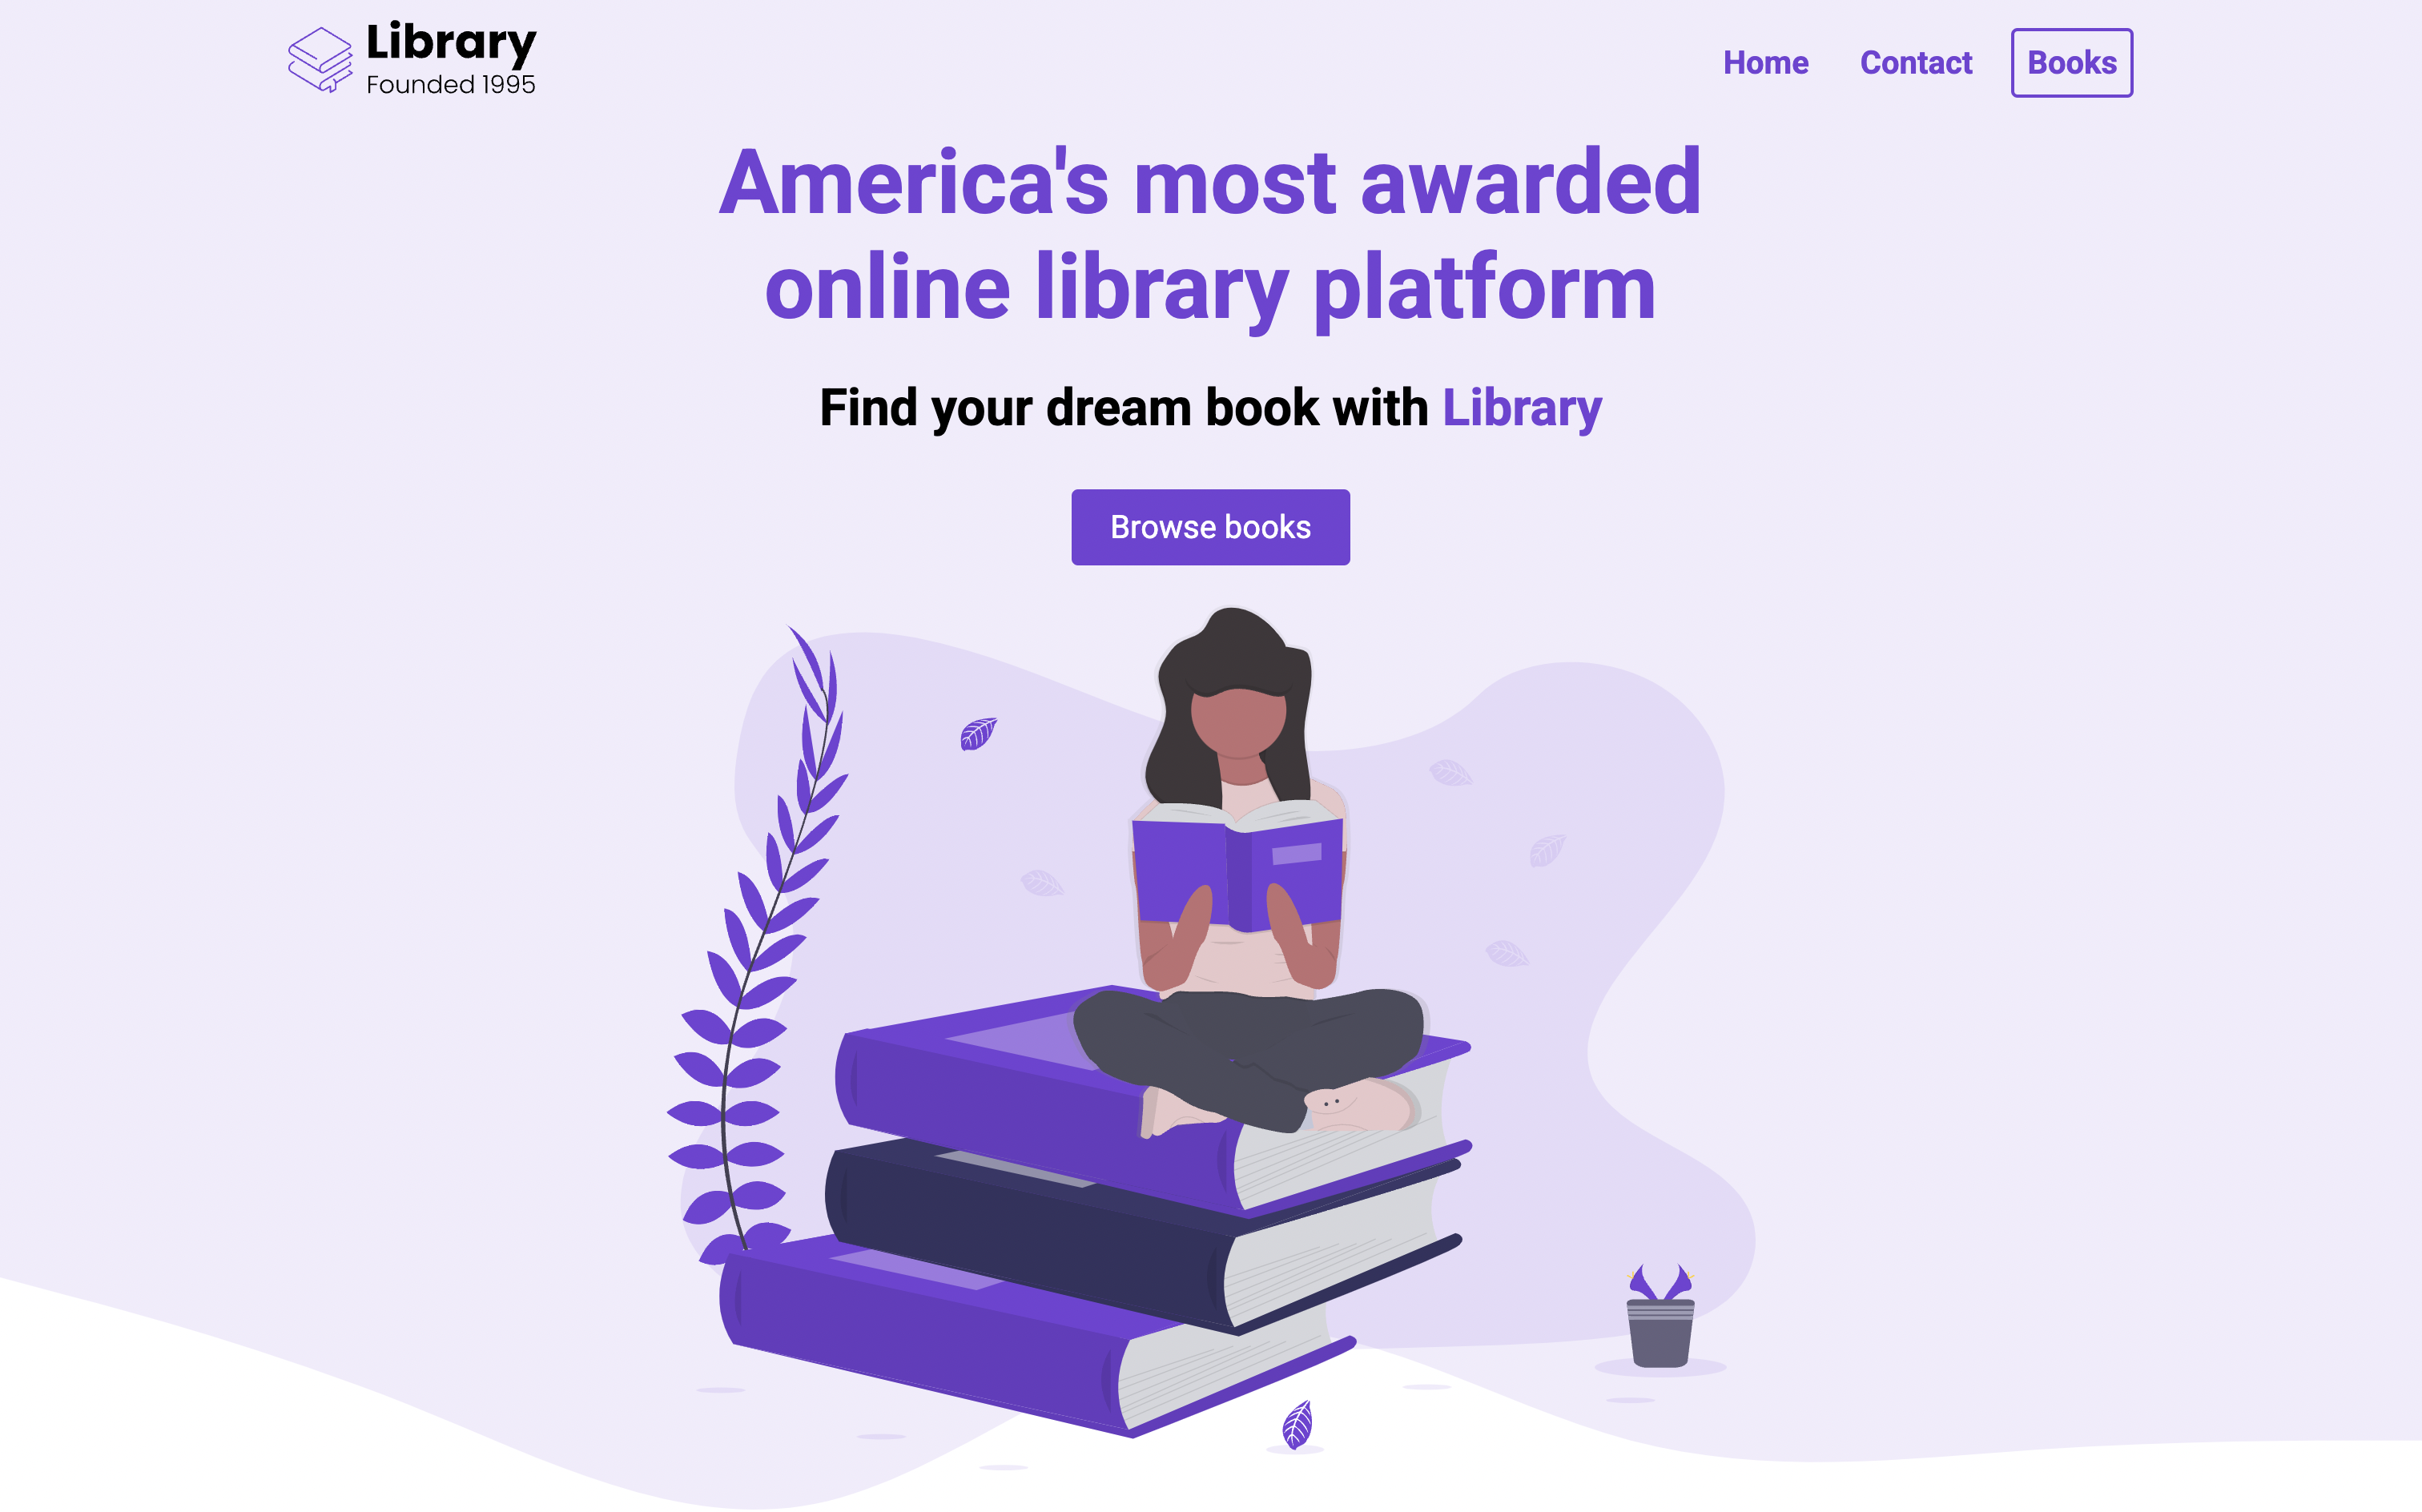 Library
Founded 1995
Home
Contact
Books
America's most awarded
online library platform
Find your dream book with Library
Browse books